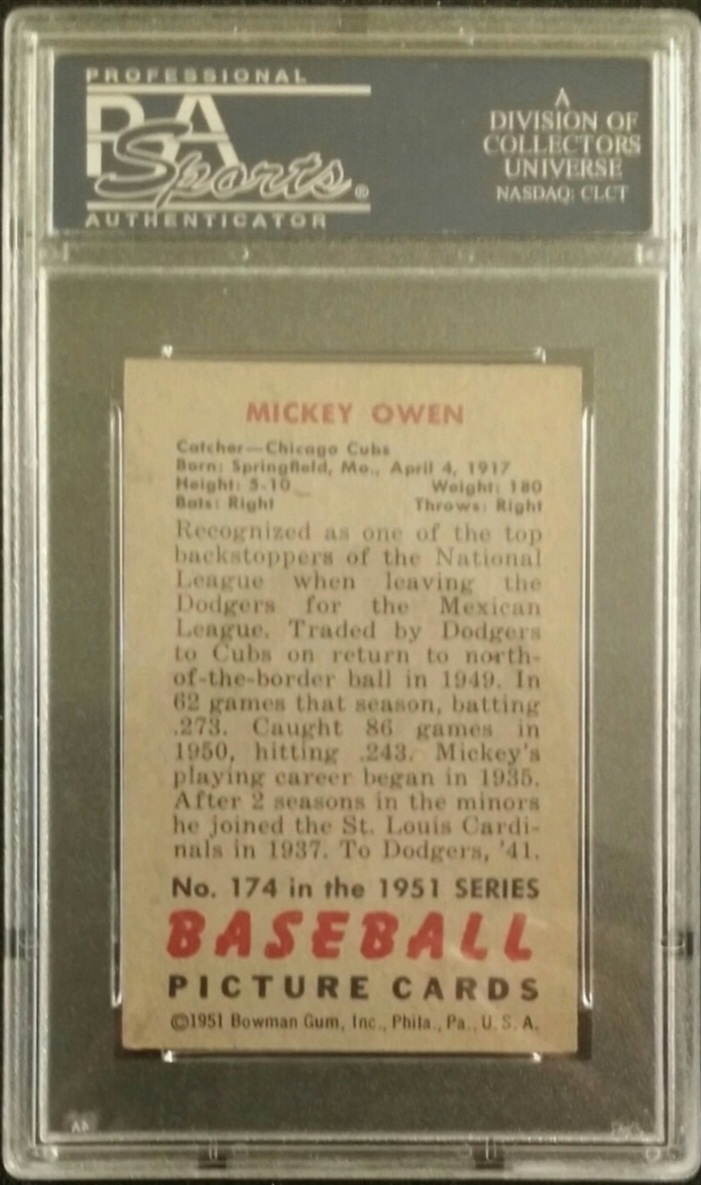 PROFESSIONAL
PSA
Sports®
AUTHENTICATOR
A
DIVISION OF
COLLECTORS
UNIVERSE
NASDAQ: CLCT
MICKEY OWEN
Catcher—Chicago Cubs
Born: Springfield, Mo., April 4, 1917
Height: 5-10 Weight: 180
Bats: Right Throws: Right
Recognized as one of the top
backstoppers of the National
League when leaving the
Dodgers for the Mexican
League. Traded by Dodgers
to Cubs on return to north-
of-the-border ball in 1949. In
62 games that season, batting
.273. Caught 86 games in
1950, hitting .243. Mickey's
playing career began in 1935.
After 2 seasons in the minors
he joined the St. Louis Cardi-
nals in 1937. To Dodgers, '41.
No. 174 in the 1951 SERIES
BASEBALL
PICTURE CARDS
©1951 Bowman Gum, Inc., Phila., Pa., U. S. A.